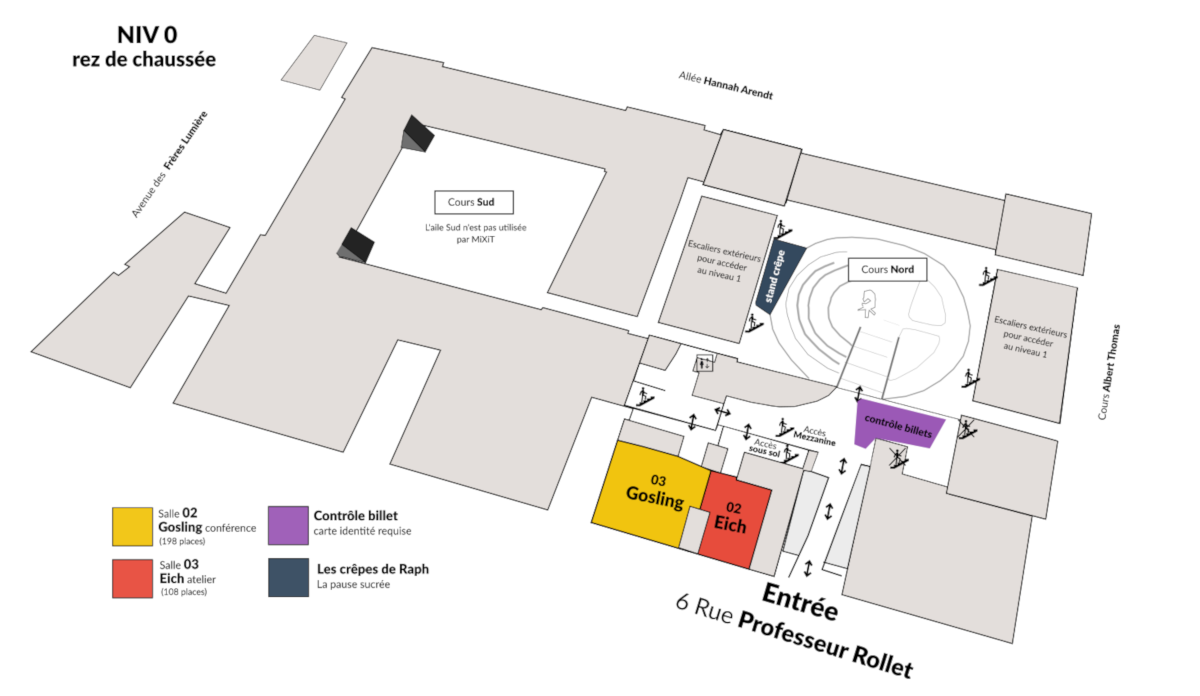 NIV 0
rez de chaussée
Allée Hannah Arendt
Avenue des Frères Lumière
Cours Sud
L'aile Sud n'est pas utilisée
par MiXiT
Escaliers extérieurs
pour accéder
au niveau 1
stand crêpe
Cours Nord
Escaliers extérieurs
pour accéder
au niveau 1
Cours Albert Thomas
contrôle billets
Accès
Mezzanine
Accès
sous sol
03
Gosling
02
Eich
Salle 02
Gosling conférence
(198 places)
Contrôle billet
carte identité requise
Salle 03
Eich atelier
(108 places)
Les crêpes de Raph
La pause sucrée
Entrée
6 Rue Professeur Rollet